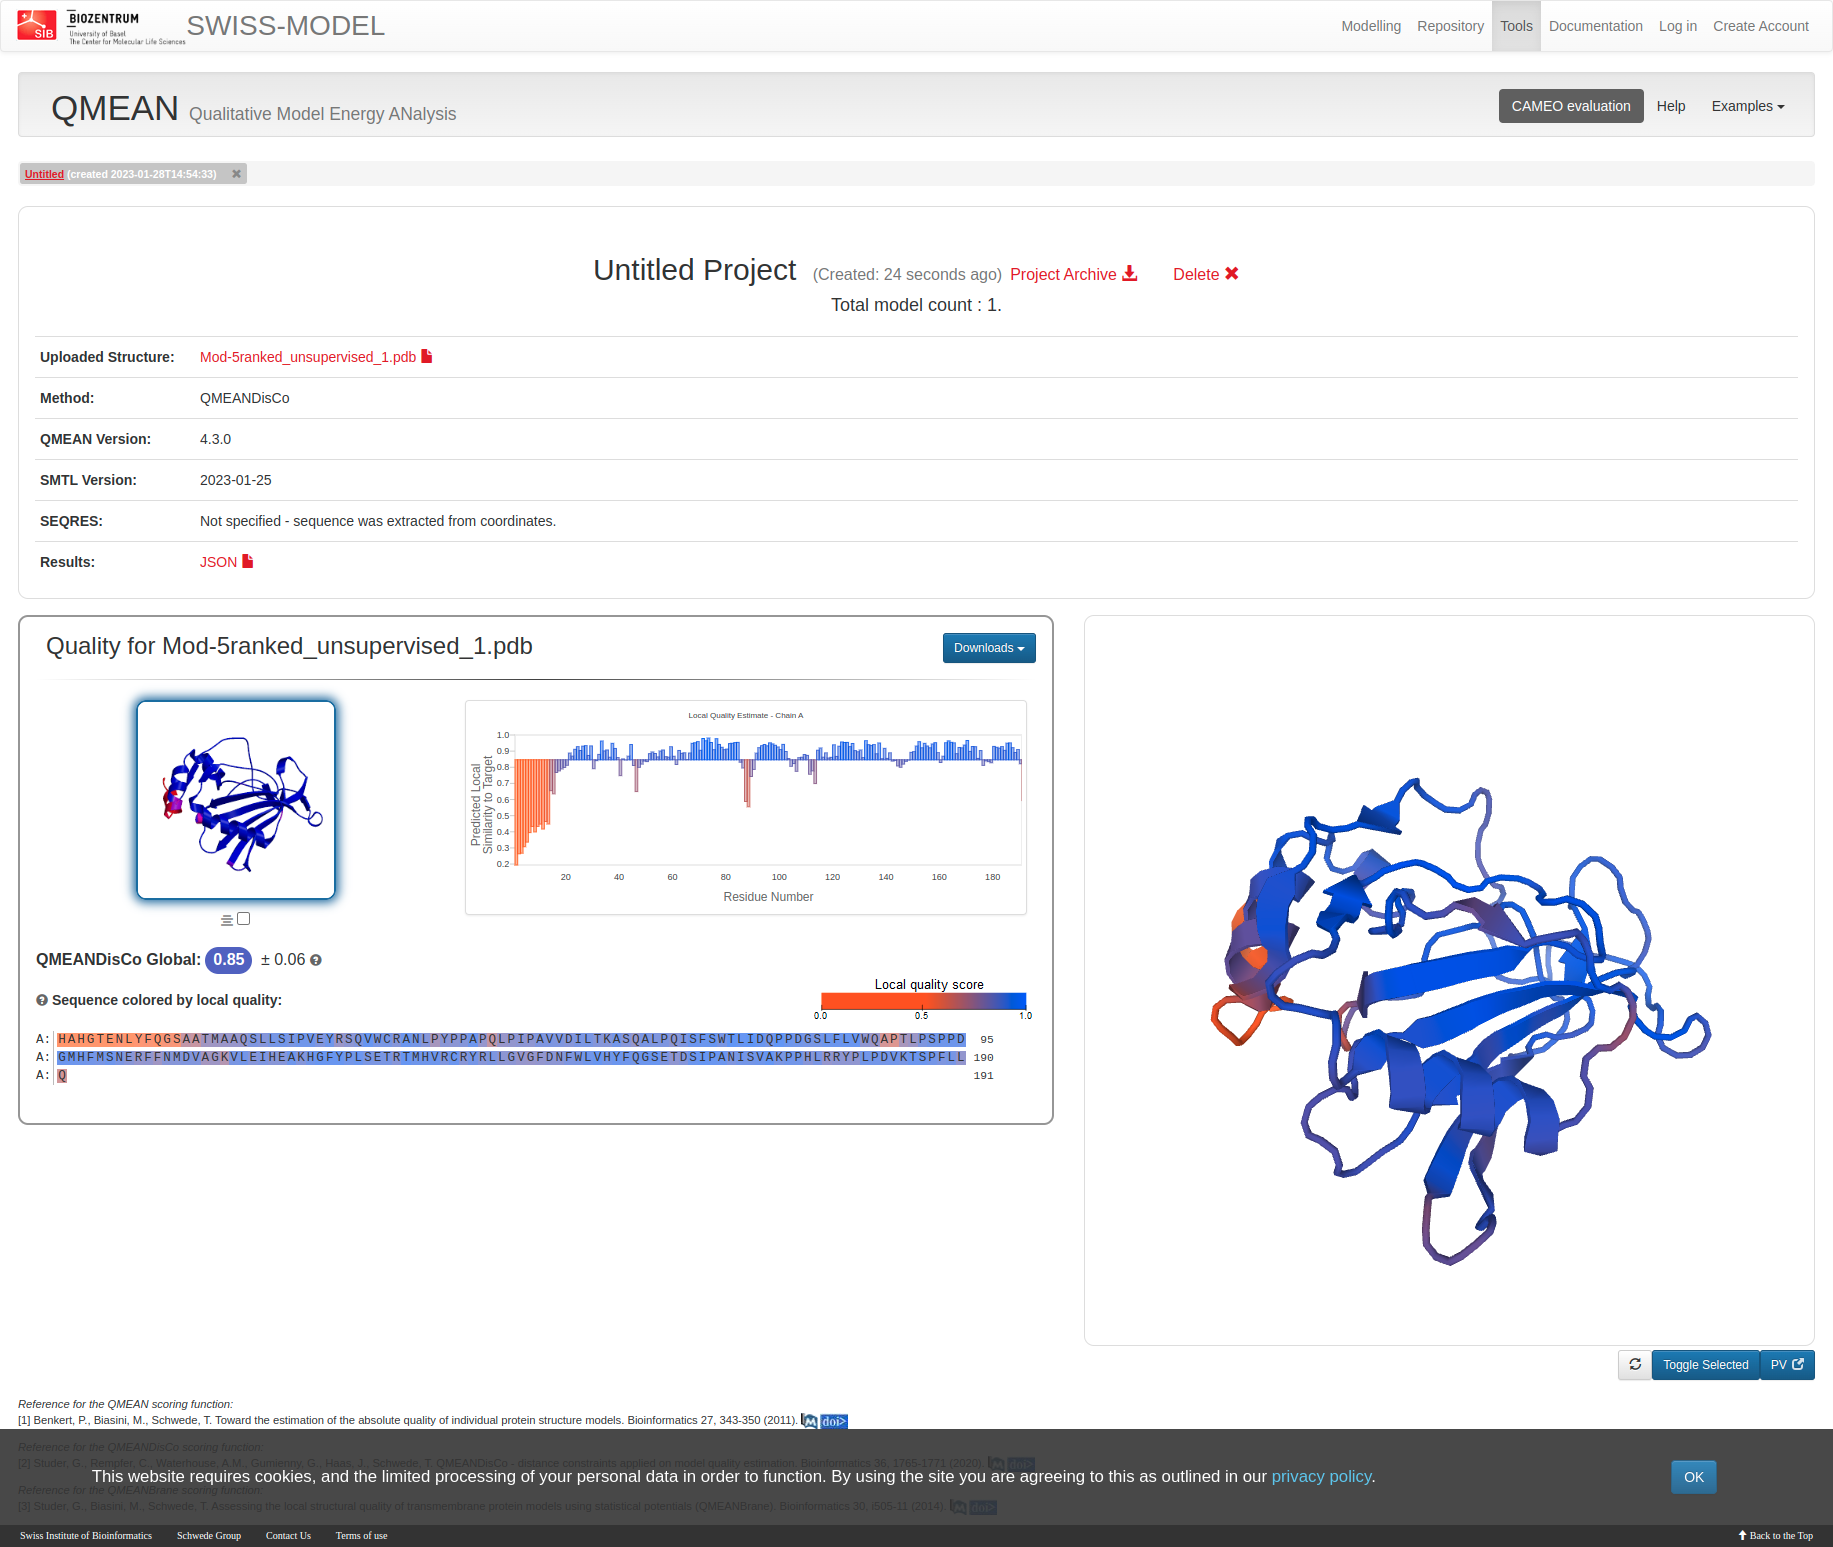 SIB BIOZENTRUM SWISS-MODEL Modelling Repository Tools Documentation Log in Create Account
University of Basel
The Center for Molecular Life Sciences
QMEAN Qualitative Model Energy ANalysis CAMEO evaluation Help Examples
Untitled (created 2023-01-28T14:54:33)
Untitled Project (Created: 24 seconds ago) Project Archive Delete
Total model count : 1.
Uploaded Structure: Mod-5ranked_unsupervised_1.pdb
Method: QMEANDisCo
QMEAN Version: 4.3.0
SMTL Version: 2023-01-25
SEQRES: Not specified - sequence was extracted from coordinates.
Results: JSON
Quality for Mod-5ranked_unsupervised_1.pdb Downloads
Local Quality Estimate - Chain A
Predicted Local
Similarity to Target
1.0
0.9
0.8
0.7
0.6
0.5
0.4
0.3
0.2
20 40 60 80 100 120 140 160 180
Residue Number
QMEANDisCo Global: 0.85 ± 0.06
Sequence colored by local quality:
Local quality score
0.0 0.5 1.0
A: HAHGTENLYFQGSAATMAAQSLLSIPVEYRSQVWCRANLPYPPAPQLPIPAVVDILTKASQALPQISFSWTLIDQPPDGSLFLVWQAPTLPSPPD 95
A: GMHFMSNERFFNMDVAGKVLEIHEAKHGFYPLSETRTMHVRCRYRLLGVGFDNFWLVHYFQGSETDSIPANISVAKPPHLRRYPLPDVKTSPFLL 190
A: Q 191
Toggle Selected PV
Reference for the QMEAN scoring function:
[1] Benkert, P., Biasini, M., Schwede, T. Toward the estimation of the absolute quality of individual protein structure models. Bioinformatics 27, 343-350 (2011). M doi>
Reference for the QMEANDisCo scoring function:
[2] Studer, G., Rempfer, C., Waterhouse, A.M., Gumienny, G., Haas, J., Schwede, T. QMEANDisCo - distance constraints applied on model quality estimation. Bioinformatics 36, 1765-1771 (2020). M doi>
This website requires cookies, and the limited processing of your personal data in order to function. By using the site you are agreeing to this as outlined in our privacy policy. OK
Reference for the QMEANBrane scoring function:
[3] Studer, G., Biasini, M., Schwede, T. Assessing the local structural quality of transmembrane protein models using statistical potentials (QMEANBrane). Bioinformatics 30, i505-11 (2014). M doi>
Swiss Institute of Bioinformatics Schwede Group Contact Us Terms of use Back to the Top